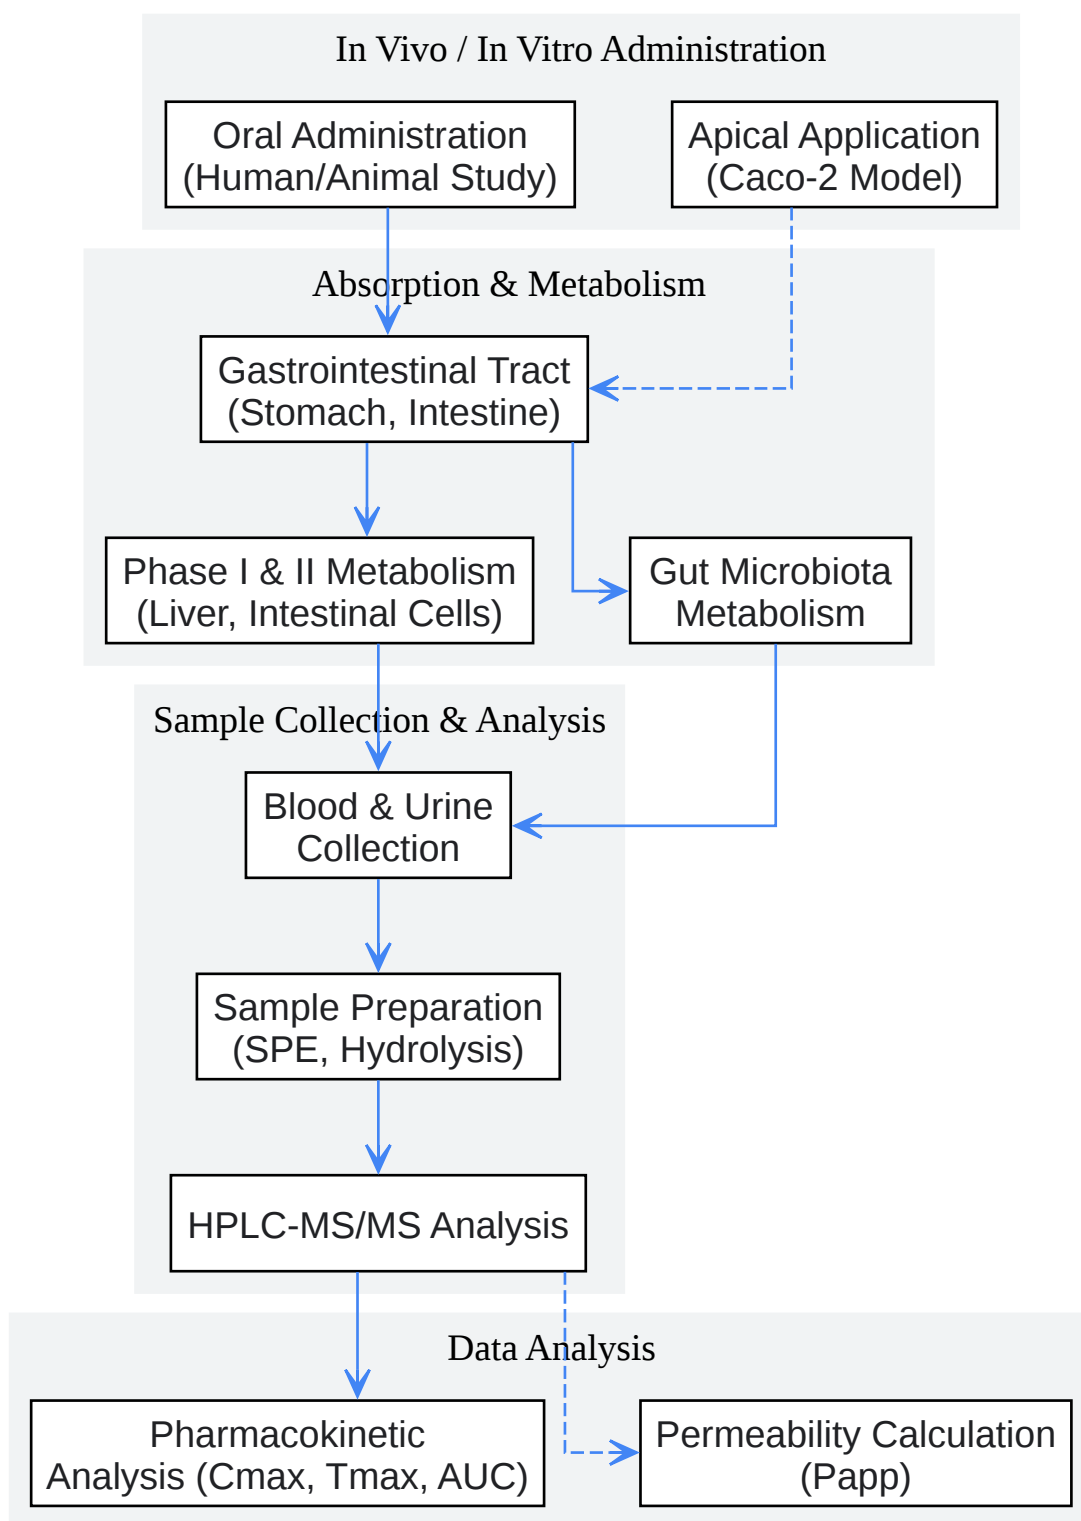 In Vivo / In Vitro Administration
Oral Administration
(Human/Animal Study)
Apical Application
(Caco-2 Model)
Absorption & Metabolism
Gastrointestinal Tract
(Stomach, Intestine)
Phase I & II Metabolism
(Liver, Intestinal Cells)
Gut Microbiota
Metabolism
Sample Collection & Analysis
Blood & Urine
Collection
Sample Preparation
(SPE, Hydrolysis)
HPLC-MS/MS Analysis
Data Analysis
Pharmacokinetic
Analysis (Cmax, Tmax, AUC)
Permeability Calculation
(Papp)